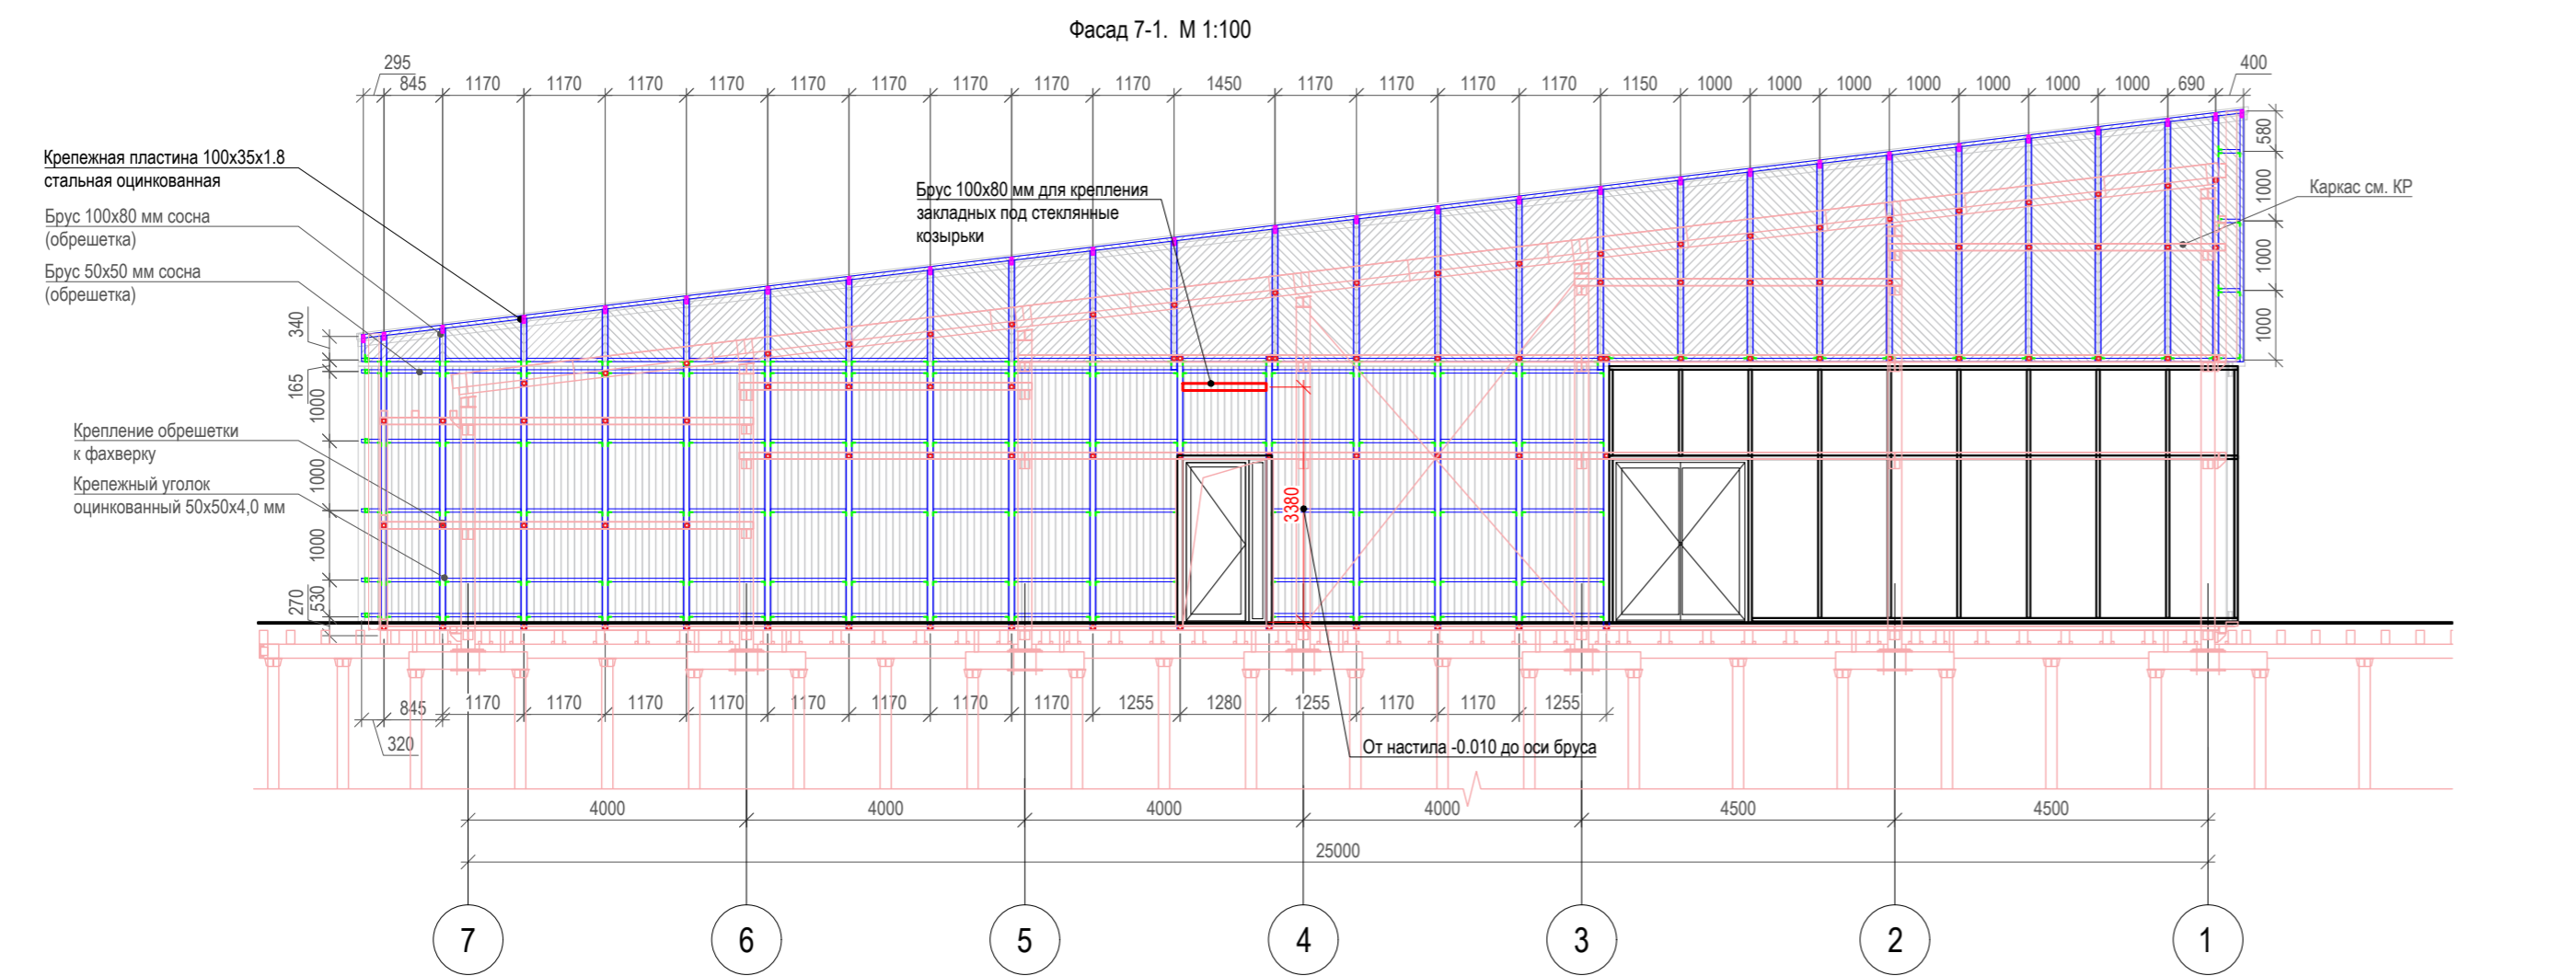 Фасад 7-1.  М 1:100
295
400
845 1170 1170 1170 1170 1170 1170 1170 1170 1170 1450 1170 1170 1170 1170 1150 1000 1000 1000 1000 1000 1000 1000 690
Крепежная пластина 100х35х1.8
стальная оцинкованная
Брус 100х80 мм сосна
(обрешетка)
Брус 50х50 мм сосна
(обрешетка)
Брус 100х80 мм для крепления
закладных под стеклянные
козырьки
Каркас см. КР
580
1000
1000
1000
340
165
1000
1000
1000
530
270
Крепление обрешетки
к фахверку
Крепежный уголок
оцинкованный 50х50х4,0 мм
3380
845 1170 1170 1170 1170 1170 1170 1170 1170 1255 1280 1255 1170 1170 1255
320
От настила -0.010 до оси бруса
4000 4000 4000 4000 4500 4500
25000
7 6 5 4 3 2 1